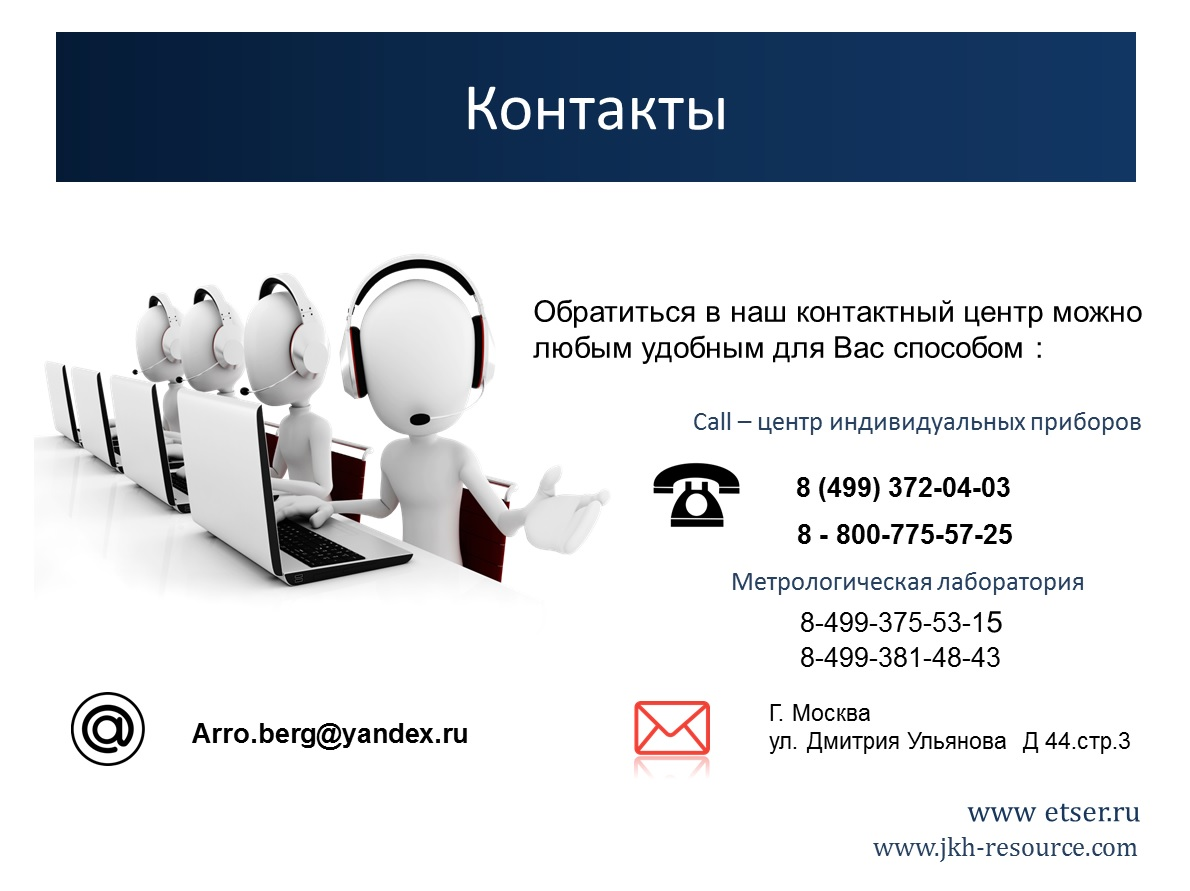 Контакты
Обратиться в наш контактный центр можно
любым удобным для Вас способом :
Call – центр индивидуальных приборов
8 (499) 372-04-03
8 - 800-775-57-25
Метрологическая лаборатория
8-499-375-53-15
8-499-381-48-43
Arro.berg@yandex.ru
Г. Москва
ул. Дмитрия Ульянова Д 44.стр.3
www etser.ru
www.jkh-resource.com